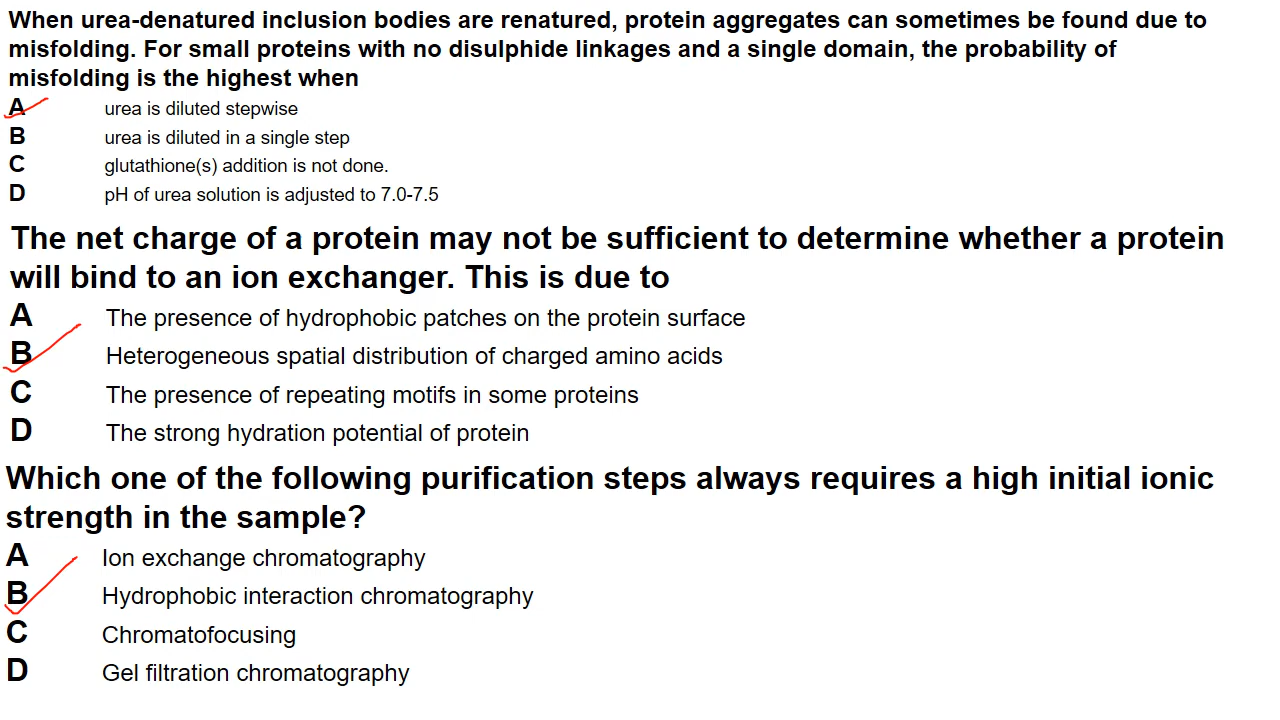 When urea-denatured inclusion bodies are renatured, protein aggregates can sometimes be found due to
misfolding. For small proteins with no disulphide linkages and a single domain, the probability of
misfolding is the highest when
A urea is diluted stepwise
B urea is diluted in a single step
C glutathione(s) addition is not done.
D pH of urea solution is adjusted to 7.0-7.5
The net charge of a protein may not be sufficient to determine whether a protein
will bind to an ion exchanger. This is due to
A The presence of hydrophobic patches on the protein surface
B Heterogeneous spatial distribution of charged amino acids
C The presence of repeating motifs in some proteins
D The strong hydration potential of protein
Which one of the following purification steps always requires a high initial ionic
strength in the sample?
A Ion exchange chromatography
B Hydrophobic interaction chromatography
C Chromatofocusing
D Gel filtration chromatography